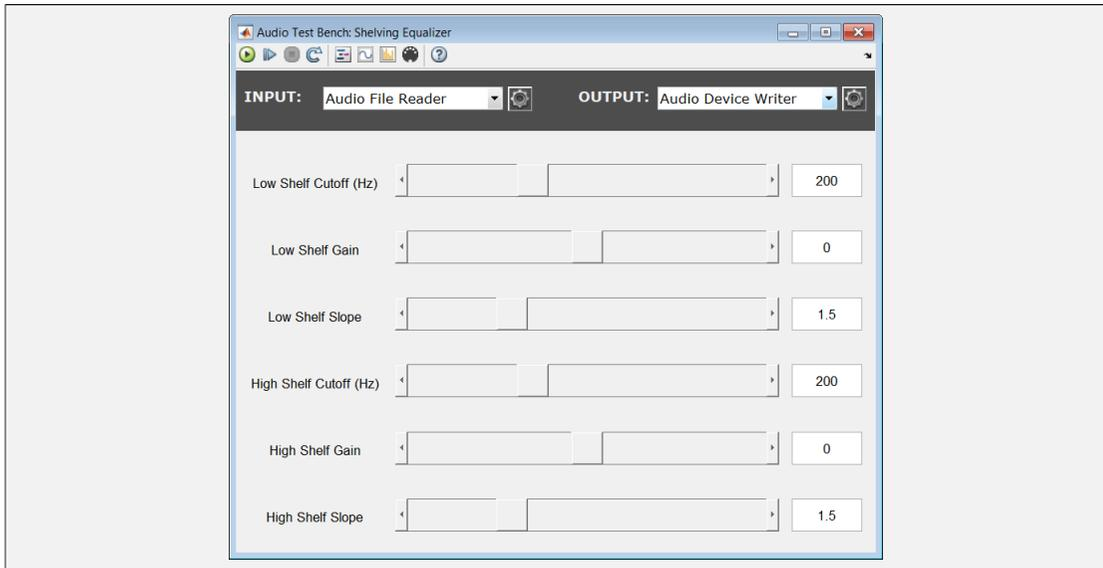 Audio Test Bench: Shelving Equalizer
INPUT: Audio File Reader OUTPUT: Audio Device Writer
Low Shelf Cutoff (Hz) 200
Low Shelf Gain 0
Low Shelf Slope 1.5
High Shelf Cutoff (Hz) 200
High Shelf Gain 0
High Shelf Slope 1.5